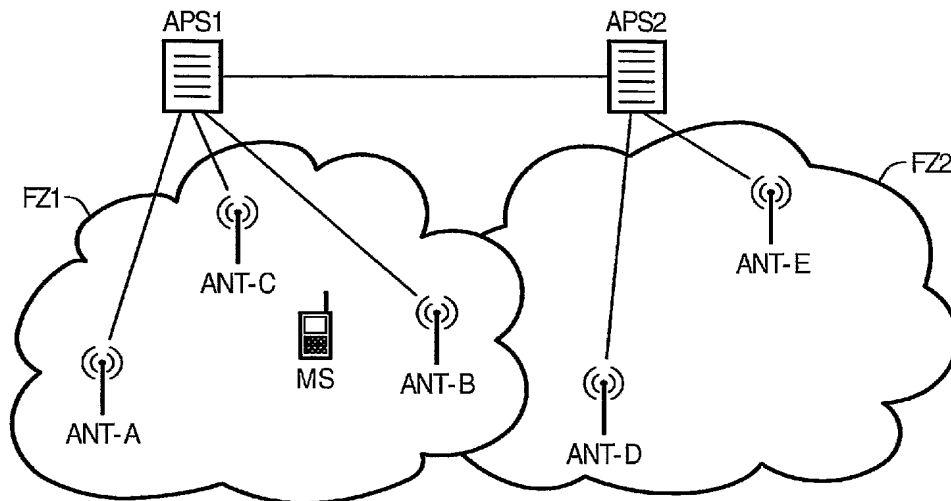 APS1
APS2
FZ1
FZ2
ANT-C
ANT-E
MS
ANT-B
ANT-A
ANT-D